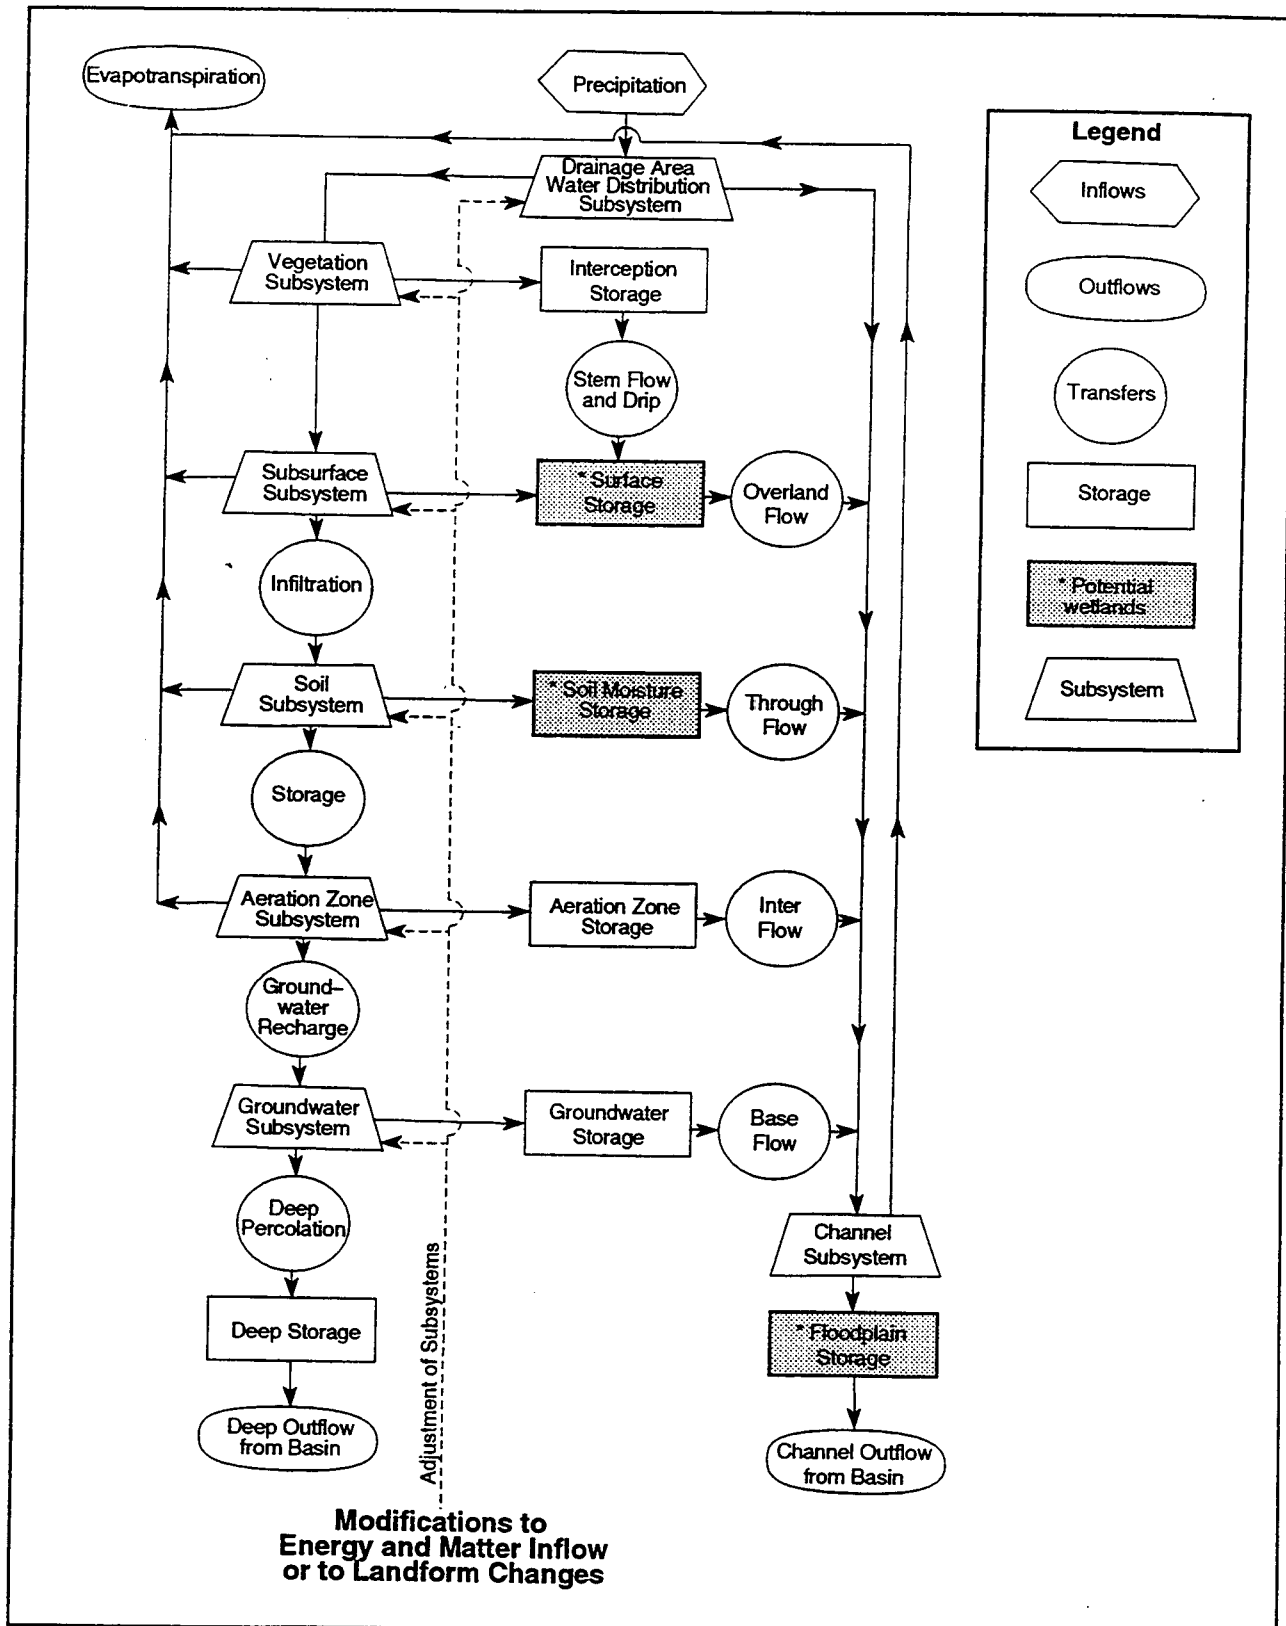 Evapotranspiration
Precipitation
Drainage Area
Water Distribution
Subsystem
Vegetation
Subsystem
Interception
Storage
Stem Flow
and Drip
Subsurface
Subsystem
* Surface
Storage
Overland
Flow
Infiltration
Soil
Subsystem
* Soil Moisture
Storage
Through
Flow
Storage
Aeration Zone
Subsystem
Aeration Zone
Storage
Inter
Flow
Ground–
water
Recharge
Groundwater
Subsystem
Groundwater
Storage
Base
Flow
Deep
Percolation
Channel
Subsystem
Deep Storage
* Floodplain
Storage
Deep Outflow
from Basin
Channel Outflow
from Basin
Adjustment of Subsystems
Modifications to
Energy and Matter Inflow
or to Landform Changes
Legend
Inflows
Outflows
Transfers
Storage
* Potential
wetlands
Subsystem